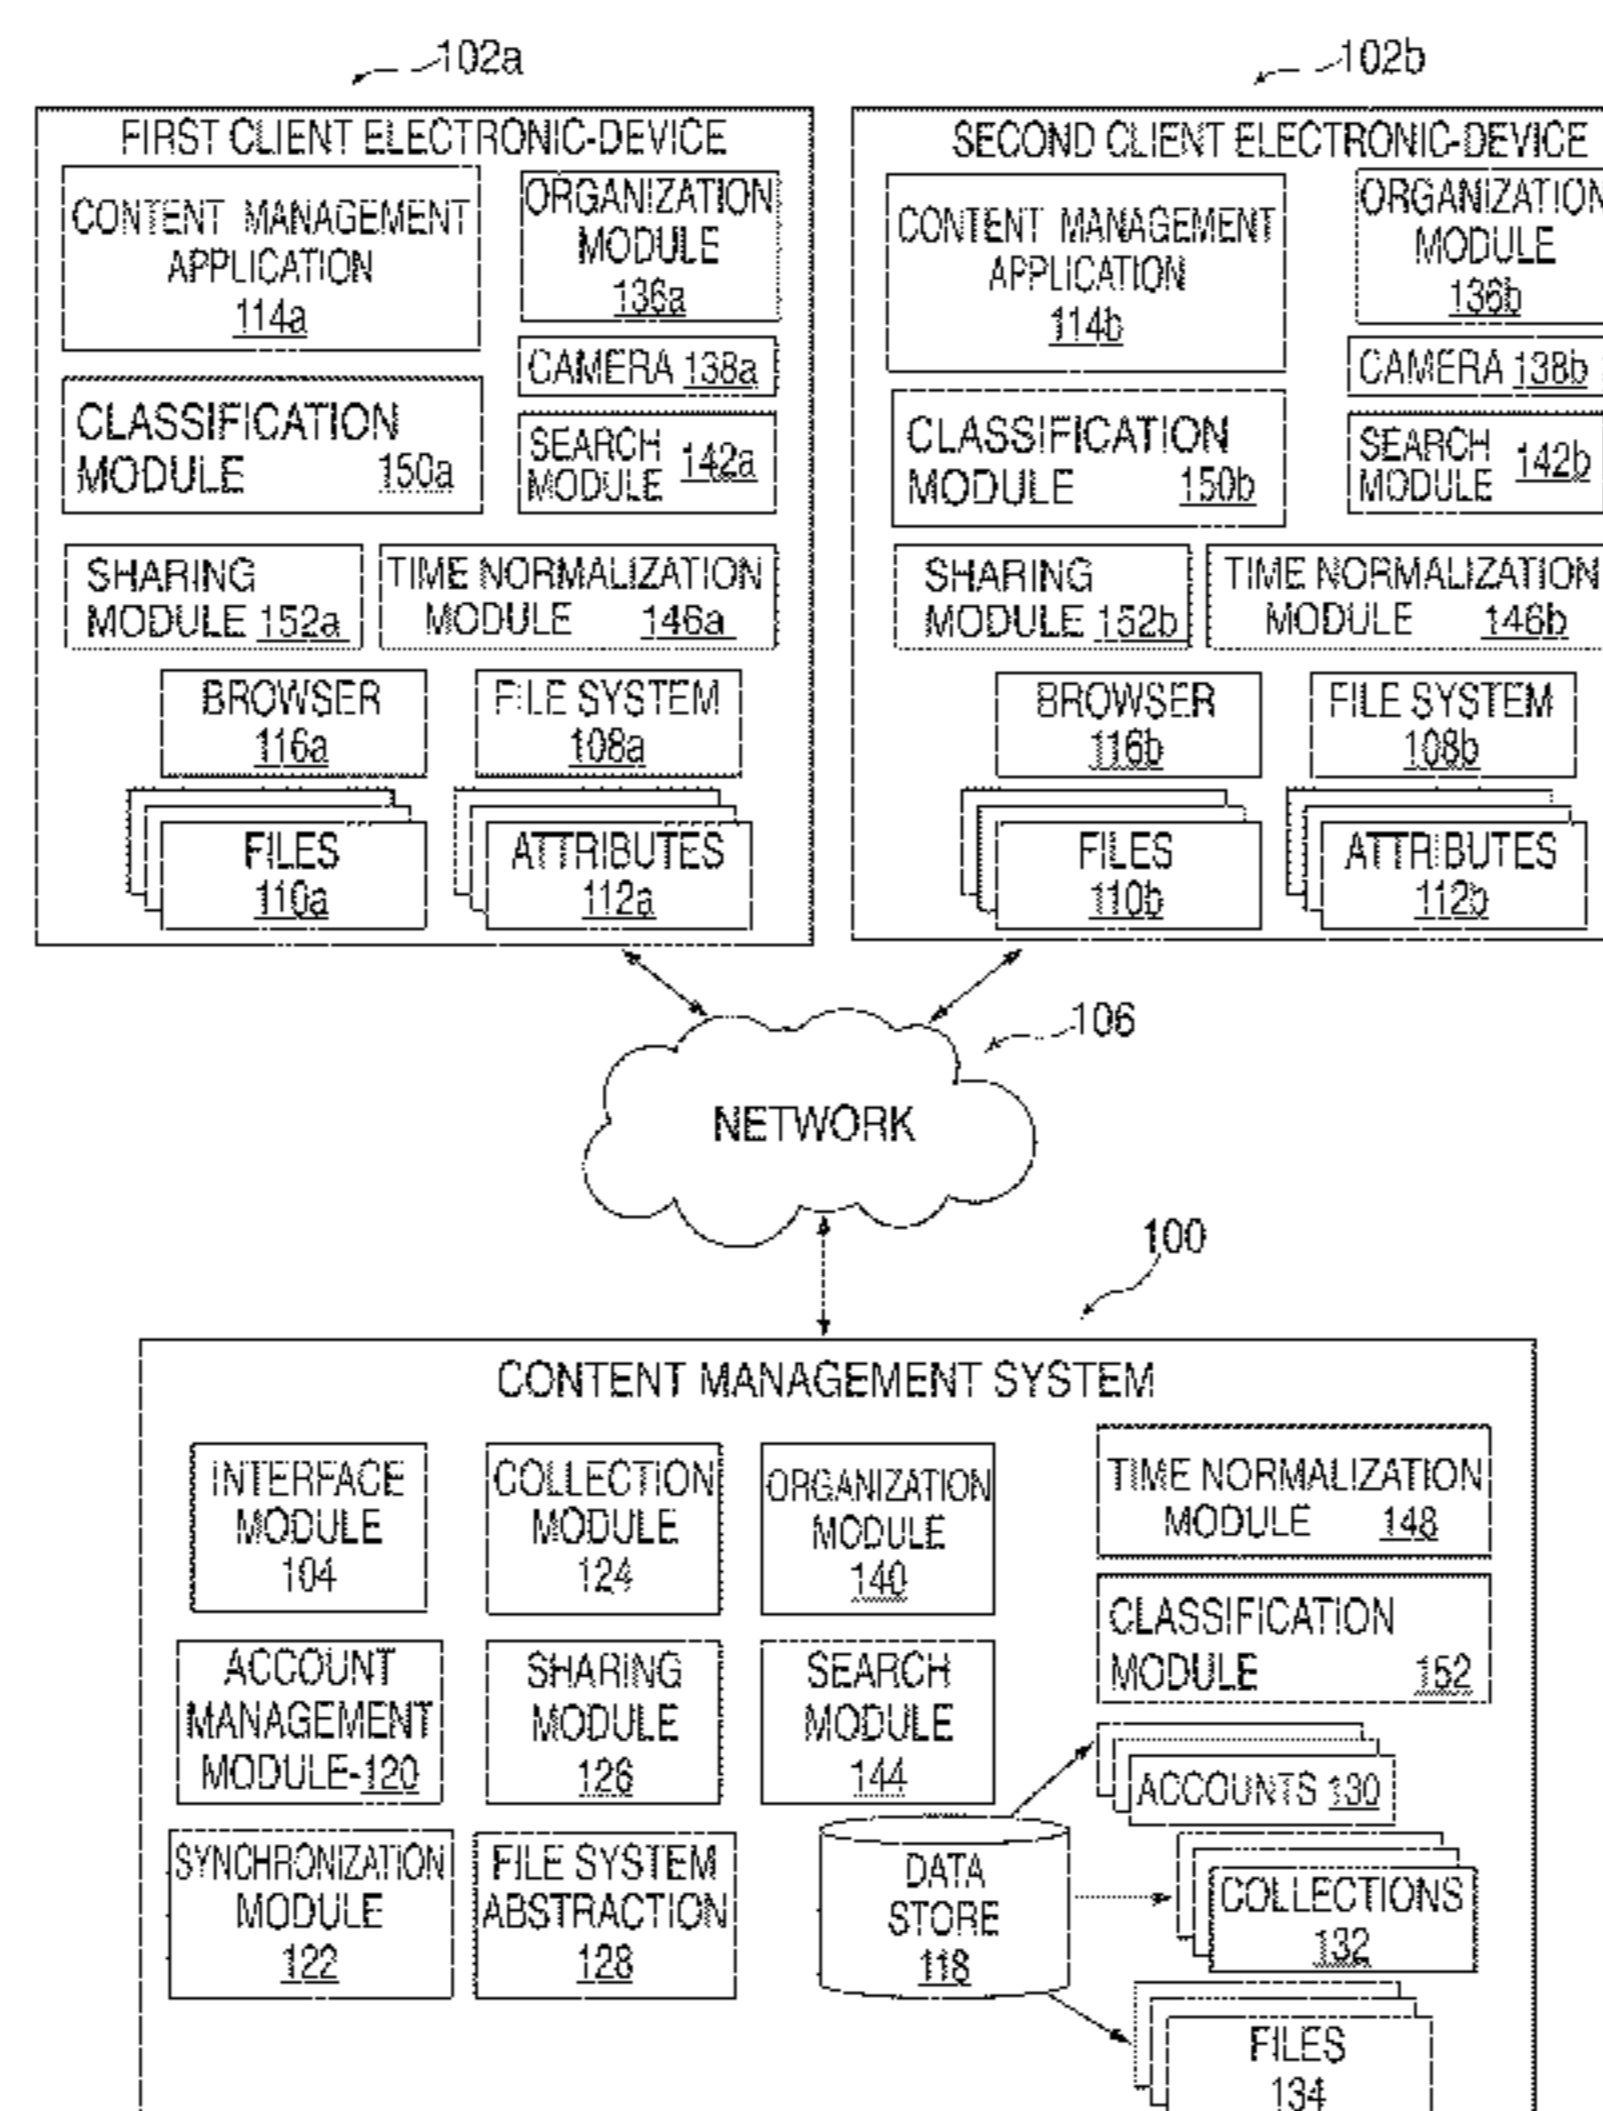 102a
FIRST CLIENT ELECTRONIC-DEVICE
CONTENT MANAGEMENT
APPLICATION
114a
ORGANIZATION
MODULE
136a
CAMERA 138a
CLASSIFICATION
MODULE 150a
SEARCH
MODULE 142a
SHARING
MODULE 152a
TIME NORMALIZATION
MODULE 146a
BROWSER
116a
FILE SYSTEM
108a
FILES
110a
ATTRIBUTES
112a
102b
SECOND CLIENT ELECTRONIC-DEVICE
CONTENT MANAGEMENT
APPLICATION
114b
ORGANIZATION
MODULE
136b
CAMERA 138b
CLASSIFICATION
MODULE 150b
SEARCH
MODULE 142b
SHARING
MODULE 152b
TIME NORMALIZATION
MODULE 146b
BROWSER
116b
FILE SYSTEM
108b
FILES
110b
ATTRIBUTES
112b
106
NETWORK
100
CONTENT MANAGEMENT SYSTEM
INTERFACE
MODULE
104
COLLECTION
MODULE
124
ORGANIZATION
MODULE
140
TIME NORMALIZATION
MODULE 148
ACCOUNT
MANAGEMENT
MODULE-120
SHARING
MODULE
126
SEARCH
MODULE
144
CLASSIFICATION
MODULE 152
SYNCHRONIZATION
MODULE
122
FILE SYSTEM
ABSTRACTION
128
DATA
STORE
118
ACCOUNTS 130
COLLECTIONS
132
FILES
134